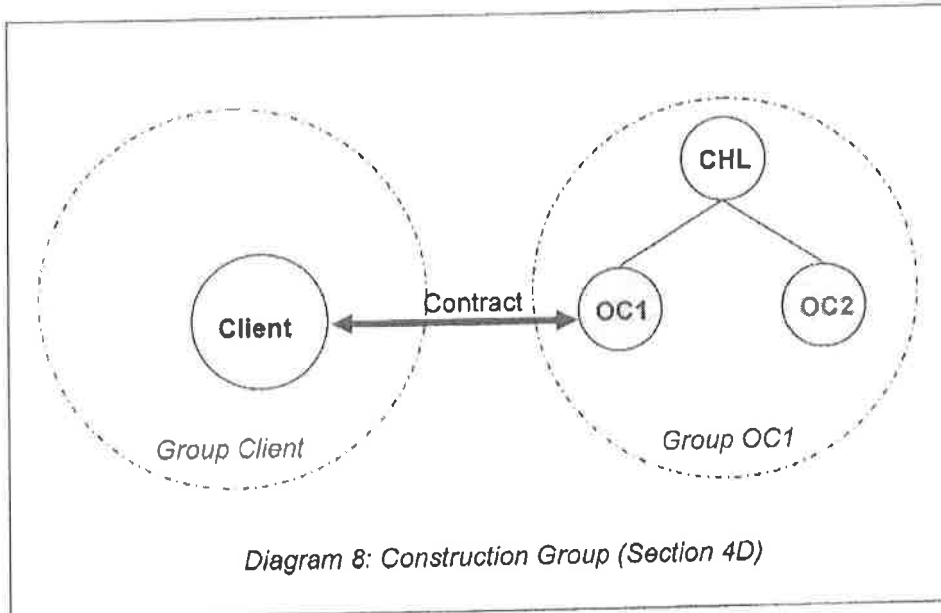 CHL
OC1
OC2
Contract
Client
Group Client
Group OC1
Diagram 8: Construction Group (Section 4D)